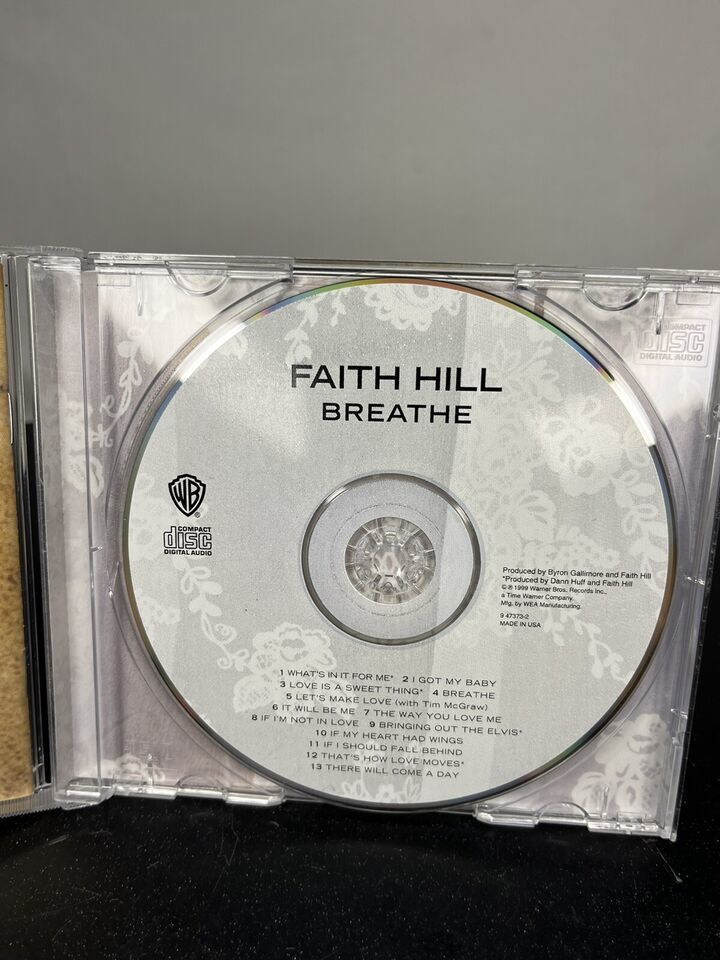 FAITH HILL
BREATHE
WB
®
COMPACT
disc
DIGITAL AUDIO
COMPACT
DISC
DIGITAL AUDIO
Produced by Byron Gallimore and Faith Hill
*Produced by Dann Huff and Faith Hill
©℗ 1999 Warner Bros. Records Inc.,
a Time Warner Company.
Mfg. by WEA Manufacturing.
9 47373-2
MADE IN USA
1 WHAT'S IN IT FOR ME* 2 I GOT MY BABY
3 LOVE IS A SWEET THING* 4 BREATHE
5 LET'S MAKE LOVE (with Tim McGraw)
6 IT WILL BE ME 7 THE WAY YOU LOVE ME
8 IF I'M NOT IN LOVE 9 BRINGING OUT THE ELVIS*
10 IF MY HEART HAD WINGS
11 IF I SHOULD FALL BEHIND
12 THAT'S HOW LOVE MOVES*
13 THERE WILL COME A DAY